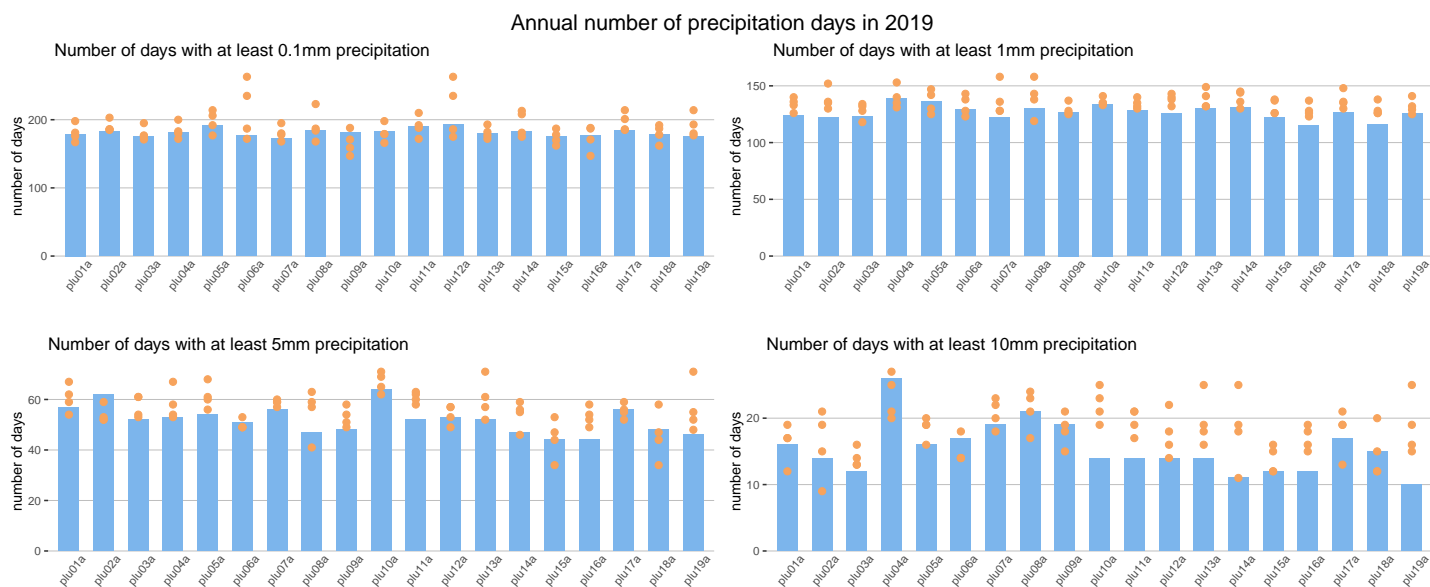 Annual number of precipitation days in 2019
Number of days with at least 0.1mm precipitation
number of days
200
100
0
plu01a plu02a plu03a plu04a plu05a plu06a plu07a plu08a plu09a plu10a plu11a plu12a plu13a plu14a plu15a plu16a plu17a plu18a plu19a
Number of days with at least 1mm precipitation
number of days
150
100
50
0
plu01a plu02a plu03a plu04a plu05a plu06a plu07a plu08a plu09a plu10a plu11a plu12a plu13a plu14a plu15a plu16a plu17a plu18a plu19a
Number of days with at least 5mm precipitation
number of days
60
40
20
0
plu01a plu02a plu03a plu04a plu05a plu06a plu07a plu08a plu09a plu10a plu11a plu12a plu13a plu14a plu15a plu16a plu17a plu18a plu19a
Number of days with at least 10mm precipitation
number of days
20
10
0
plu01a plu02a plu03a plu04a plu05a plu06a plu07a plu08a plu09a plu10a plu11a plu12a plu13a plu14a plu15a plu16a plu17a plu18a plu19a